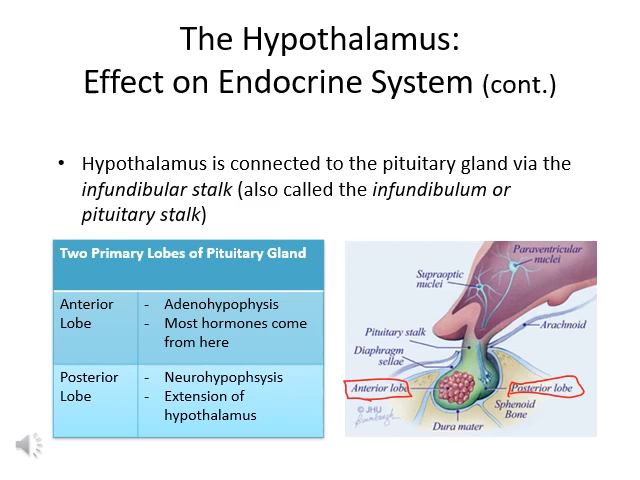 The Hypothalamus:
Effect on Endocrine System (cont.)
• Hypothalamus is connected to the pituitary gland via the
infundibular stalk (also called the infundibulum or
pituitary stalk)
Two Primary Lobes of Pituitary Gland
Anterior
Lobe
- Adenohypophysis
- Most hormones come
from here
Posterior
Lobe
- Neurohypophsysis
- Extension of
hypothalamus
Paraventricular
nuclei
Supraoptic
nuclei
Pituitary stalk
Arachnoid
Diaphragm
sellae
Anterior lobe
Posterior lobe
Sphenoid
Bone
© JHU
Dura mater